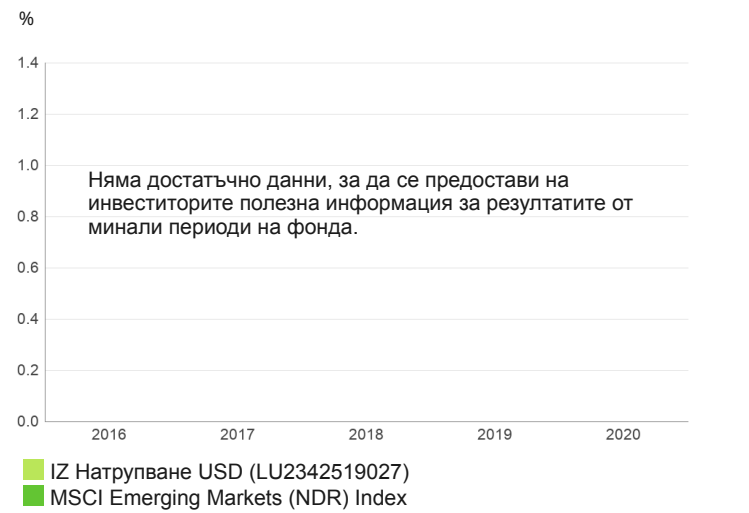 %
1.4
1.2
1.0
Няма достатъчно данни, за да се предостави на
инвеститорите полезна информация за резултатите от
минали периоди на фонда.
0.8
0.6
0.4
0.2
0.0
2016 2017 2018 2019 2020
IZ Натрупване USD (LU2342519027)
MSCI Emerging Markets (NDR) Index